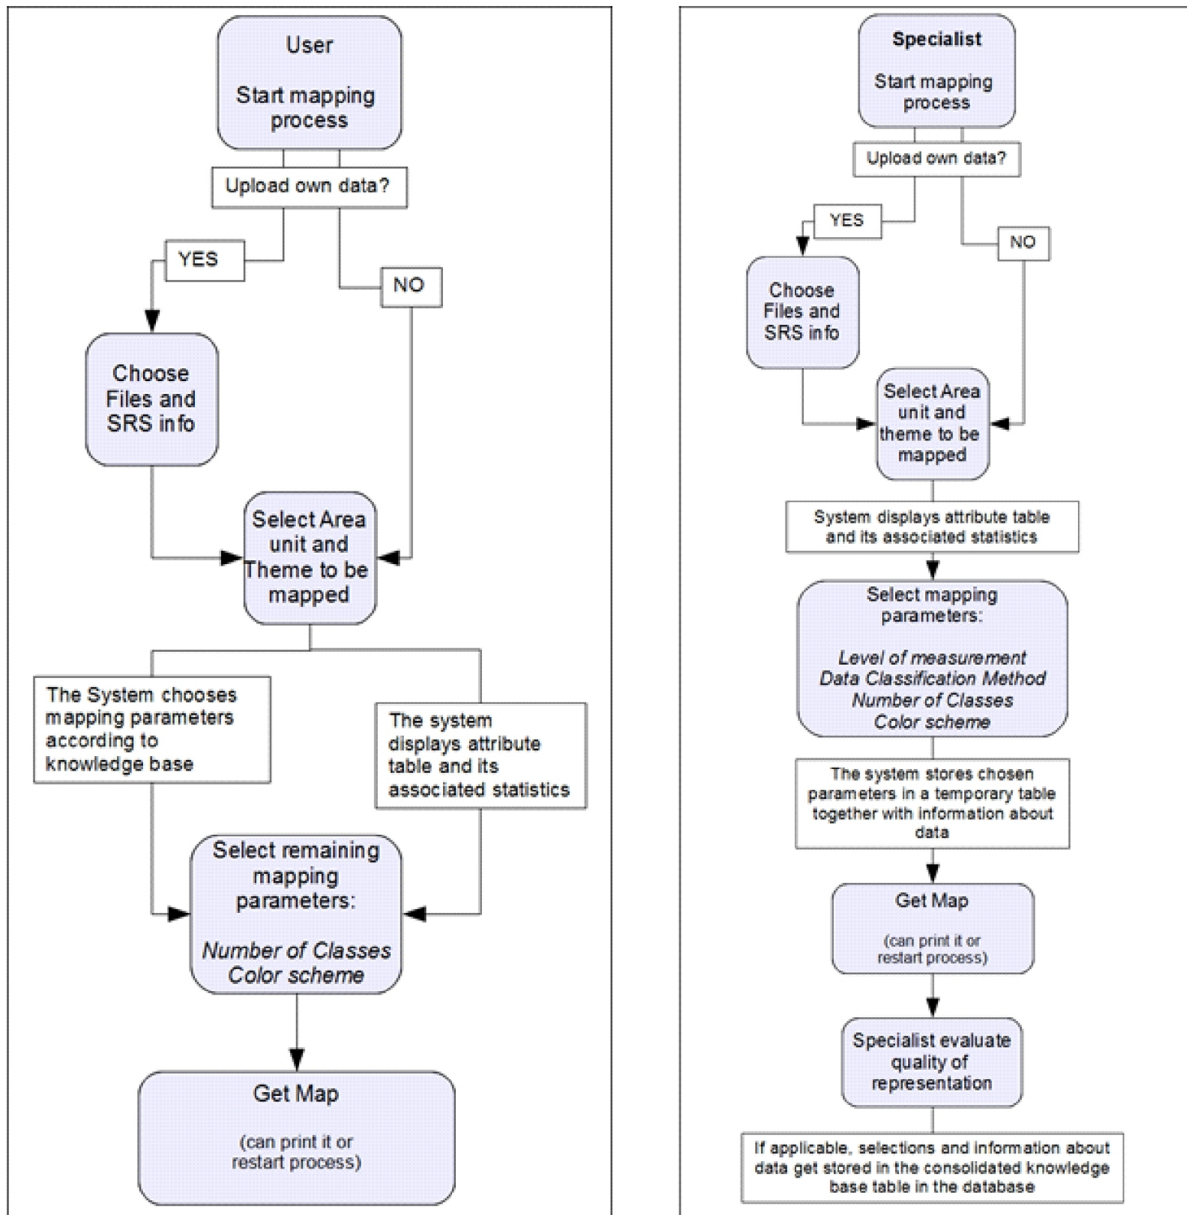 User
Start mapping
process
Upload own data?
YES
NO
Choose
Files and
SRS info
Select Area
unit and
Theme to be
mapped
The System chooses
mapping parameters
according to
knowledge base
The system
displays attribute
table and its
associated statistics
Select remaining
mapping
parameters:
Number of Classes
Color scheme
Get Map
(can print it or
restart process)
Specialist
Start mapping
process
Upload own data?
YES
NO
Choose
Files and
SRS info
Select Area
unit and
theme to be
mapped
System displays attribute table
and its associated statistics
Select mapping
parameters:
Level of measurement
Data Classification Method
Number of Classes
Color scheme
The system stores chosen
parameters in a temporary table
together with information about
data
Get Map
(can print it or
restart process)
Specialist evaluate
quality of
representation
If applicable, selections and information about
data get stored in the consolidated knowledge
base table in the database